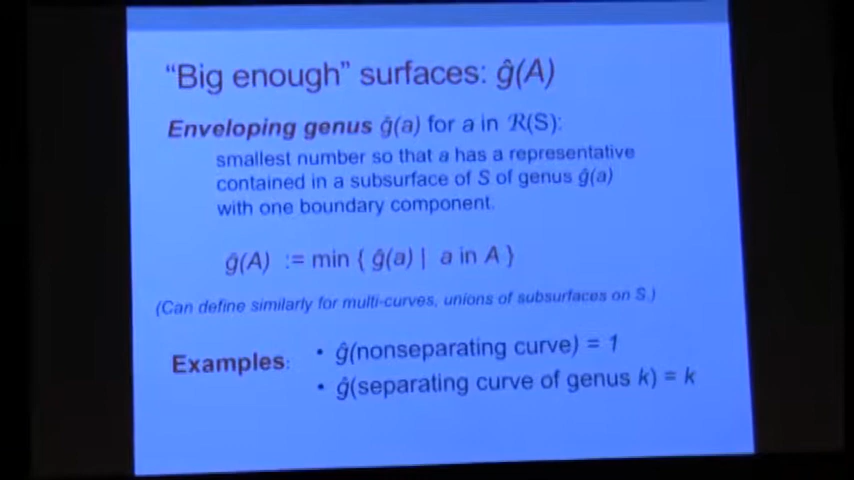 “Big enough” surfaces: ĝ(A)
Enveloping genus ĝ(a) for a in ℛ(S):
smallest number so that a has a representative
contained in a subsurface of S of genus ĝ(a)
with one boundary component.
ĝ(A) := min { ĝ(a) | a in A }
(Can define similarly for multi-curves, unions of subsurfaces on S.)
Examples:
• ĝ(nonseparating curve) = 1
• ĝ(separating curve of genus k) = k